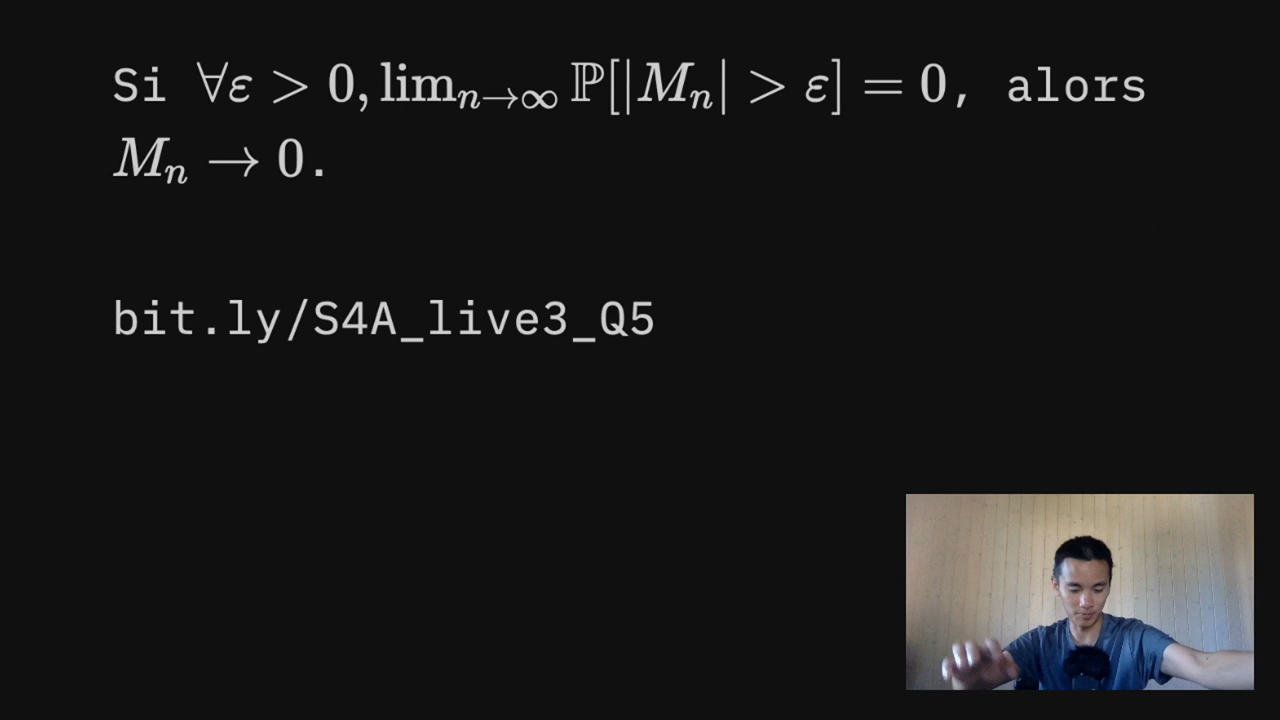 Si ∀ε > 0, lim_{n→∞} ℙ[|M_n| > ε] = 0, alors
M_n → 0.
bit.ly/S4A_live3_Q5